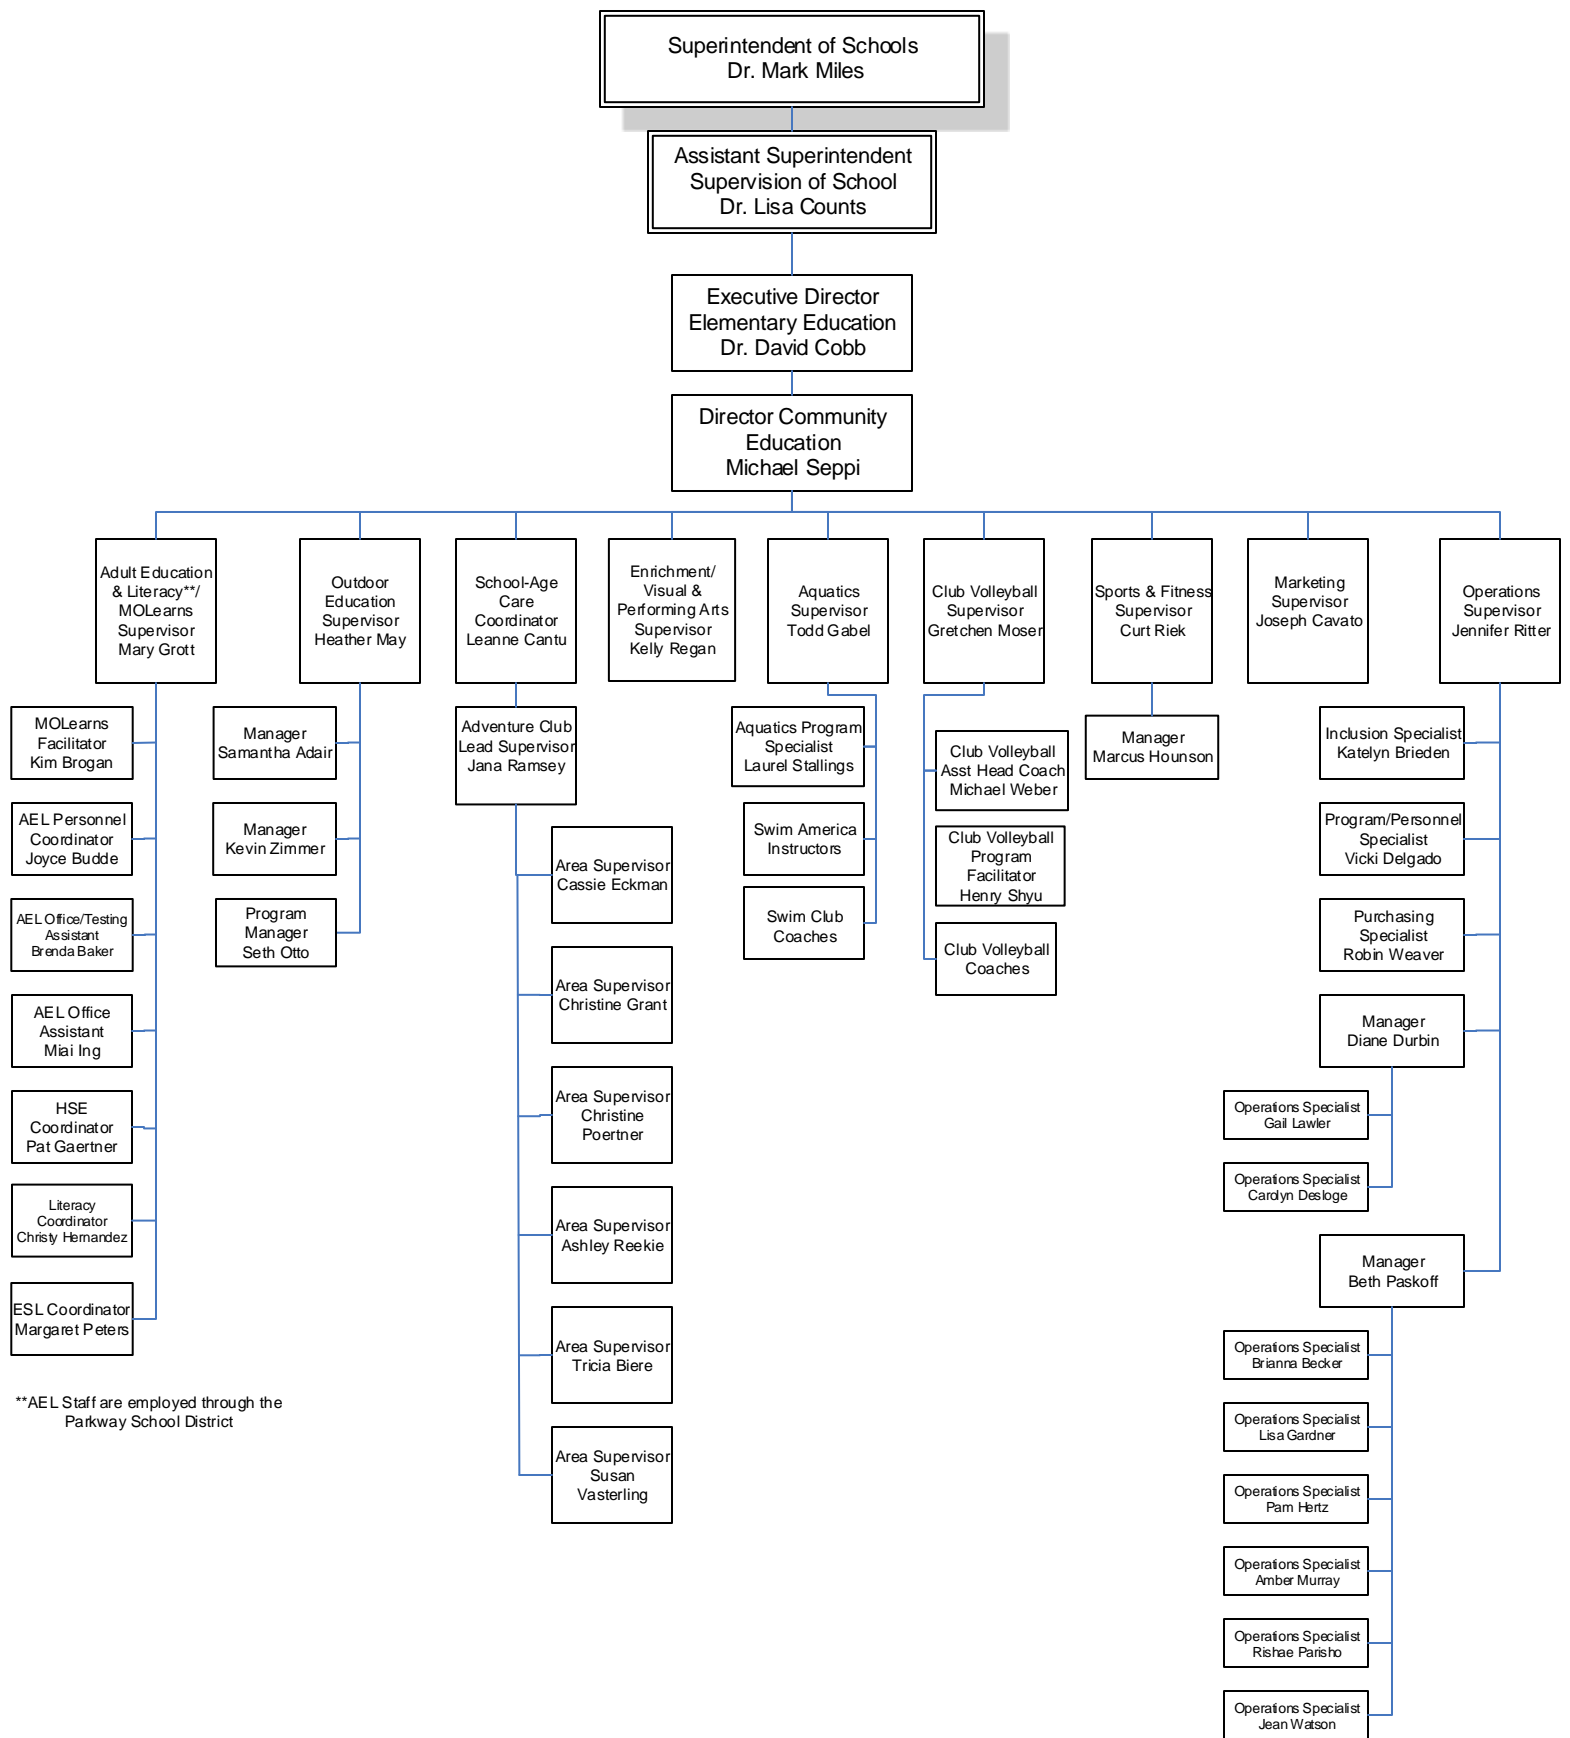 Superintendent of Schools
Dr. Mark Miles
Assistant Superintendent
Supervision of School
Dr. Lisa Counts
Executive Director
Elementary Education
Dr. David Cobb
Director Community
Education
Michael Seppi
Adult Education
& Literacy**/
MOLearns
Supervisor
Mary Grott
Outdoor
Education
Supervisor
Heather May
School-Age
Care
Coordinator
Leanne Cantu
Enrichment/
Visual &
Performing Arts
Supervisor
Kelly Regan
Aquatics
Supervisor
Todd Gabel
Club Volleyball
Supervisor
Gretchen Moser
Sports & Fitness
Supervisor
Curt Riek
Marketing
Supervisor
Joseph Cavato
Operations
Supervisor
Jennifer Ritter
MOLearns
Facilitator
Kim Brogan
AEL Personnel
Coordinator
Joyce Budde
AEL Office/Testing
Assistant
Brenda Baker
AEL Office
Assistant
Miai Ing
HSE
Coordinator
Pat Gaertner
Literacy
Coordinator
Christy Hernandez
ESL Coordinator
Margaret Peters
**AEL Staff are employed through the
Parkway School District
Manager
Samantha Adair
Manager
Kevin Zimmer
Program
Manager
Seth Otto
Adventure Club
Lead Supervisor
Jana Ramsey
Area Supervisor
Cassie Eckman
Area Supervisor
Christine Grant
Area Supervisor
Christine
Poertner
Area Supervisor
Ashley Reekie
Area Supervisor
Tricia Biere
Area Supervisor
Susan
Vasterling
Aquatics Program
Specialist
Laurel Stallings
Swim America
Instructors
Swim Club
Coaches
Club Volleyball
Asst Head Coach
Michael Weber
Club Volleyball
Program
Facilitator
Henry Shyu
Club Volleyball
Coaches
Manager
Marcus Hounson
Inclusion Specialist
Katelyn Brieden
Program/Personnel
Specialist
Vicki Delgado
Purchasing
Specialist
Robin Weaver
Manager
Diane Durbin
Operations Specialist
Gail Lawler
Operations Specialist
Carolyn Desloge
Manager
Beth Paskoff
Operations Specialist
Brianna Becker
Operations Specialist
Lisa Gardner
Operations Specialist
Pam Hertz
Operations Specialist
Amber Murray
Operations Specialist
Rishae Parisho
Operations Specialist
Jean Watson